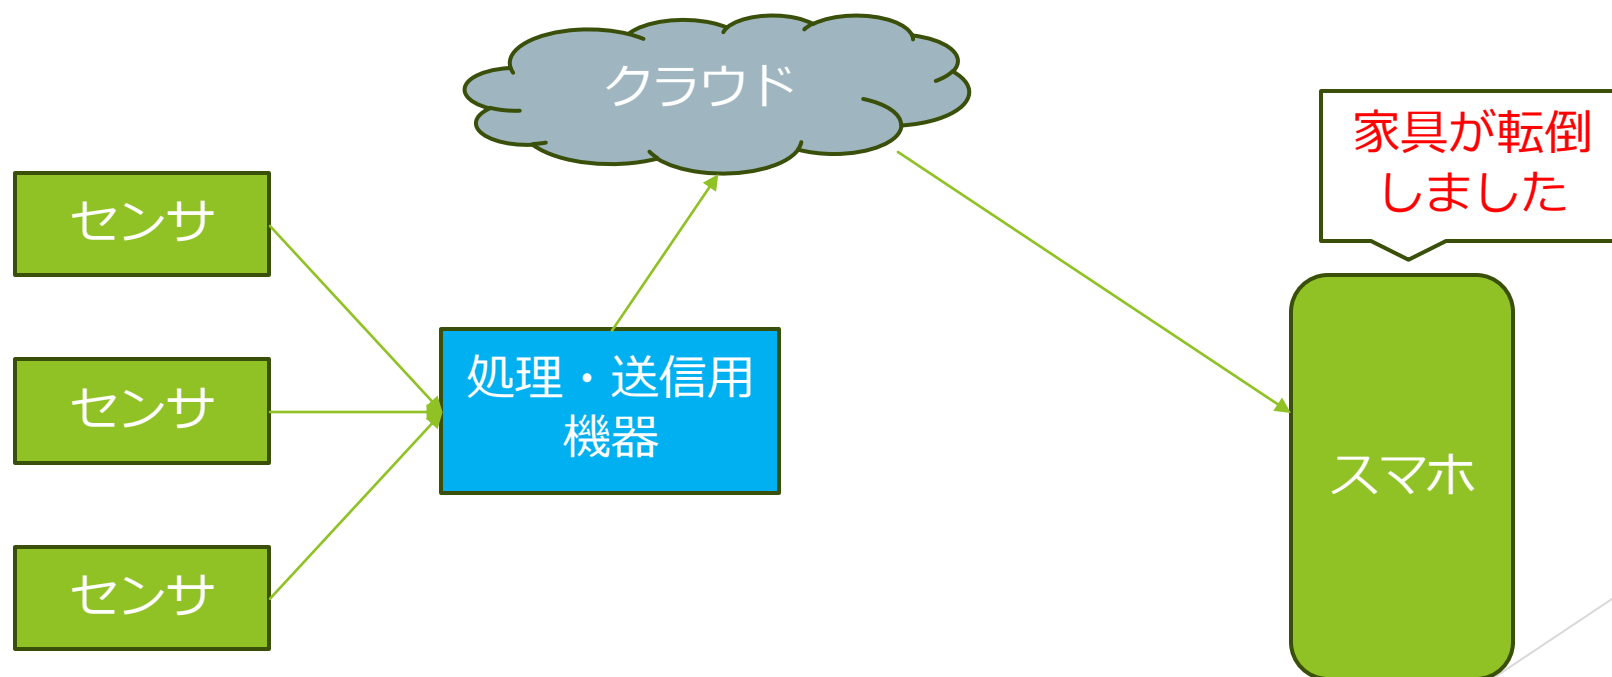 クラウド
家具が転倒
しました
センサ
センサ
処理・送信用
機器
スマホ
センサ